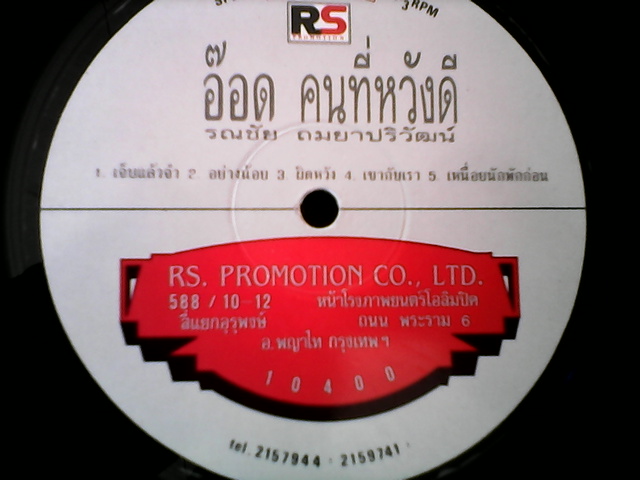 3 RPM
RS
PROMOTION
อ๊อด คนที่หวังดี
รณชัย ถมยาปริวัฒน์
1. เจ็บแล้วจำ 2. อย่างน้อย 3. ผิดหวัง 4. เขากับเรา 5. เหนื่อยนักพักก่อน
RS. PROMOTION CO., LTD.
588 / 10-12 หน้าโรงภาพยนตร์โอลิมปิค
สี่แยกอุรุพงษ์ ถนน พระราม 6
อ.พญาไท กรุงเทพฯ
10400
tel. 2157944 - 2159741